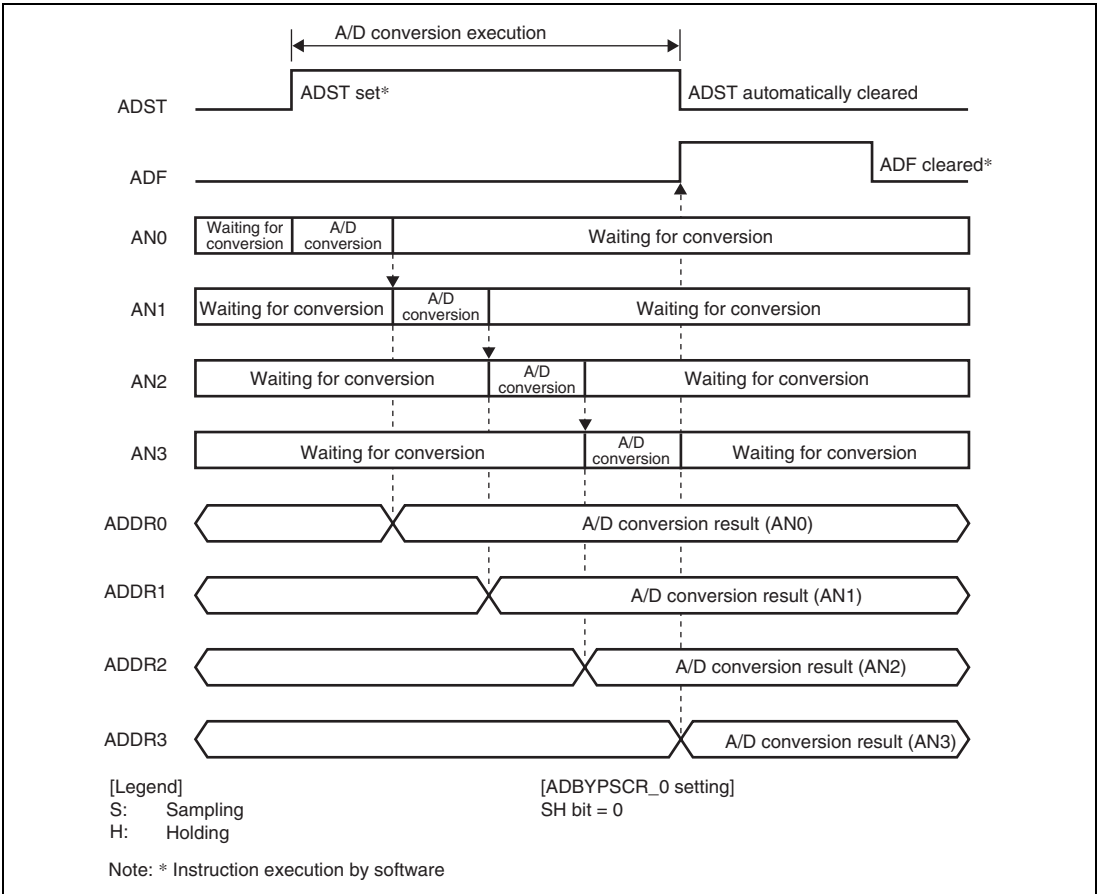 A/D conversion execution
ADST
ADST set*
ADST automatically cleared
ADF
ADF cleared*
AN0
Waiting for
conversion
A/D
conversion
Waiting for conversion
AN1
Waiting for conversion
A/D
conversion
Waiting for conversion
AN2
Waiting for conversion
A/D
conversion
Waiting for conversion
AN3
Waiting for conversion
A/D
conversion
Waiting for conversion
ADDR0
A/D conversion result (AN0)
ADDR1
A/D conversion result (AN1)
ADDR2
A/D conversion result (AN2)
ADDR3
A/D conversion result (AN3)
[Legend]
S: Sampling
H: Holding
[ADBYPSCR_0 setting]
SH bit = 0
Note: * Instruction execution by software